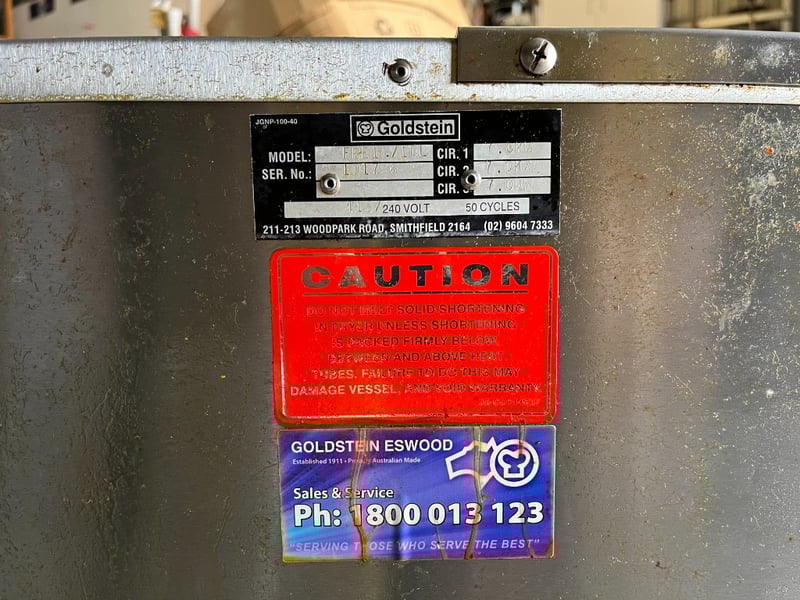 JGNP-100-40
Goldstein
MODEL: CIR. 1
SER. No.: CIR. 2
CIR. 3
240 VOLT 50 CYCLES
211-213 WOODPARK ROAD, SMITHFIELD 2164 (02) 9604 7333
CAUTION
DO NOT MELT SOLID SHORTENING
IN FRYER UNLESS SHORTENING
IS PACKED FIRMLY BELOW,
BETWEEN AND ABOVE HEAT
TUBES. FAILURE TO DO THIS MAY
DAMAGE VESSEL, AND VOID WARRANTY.
GOLDSTEIN ESWOOD
Established 1911 • Proudly Australian Made
Sales & Service
Ph: 1800 013 123
"SERVING THOSE WHO SERVE THE BEST"